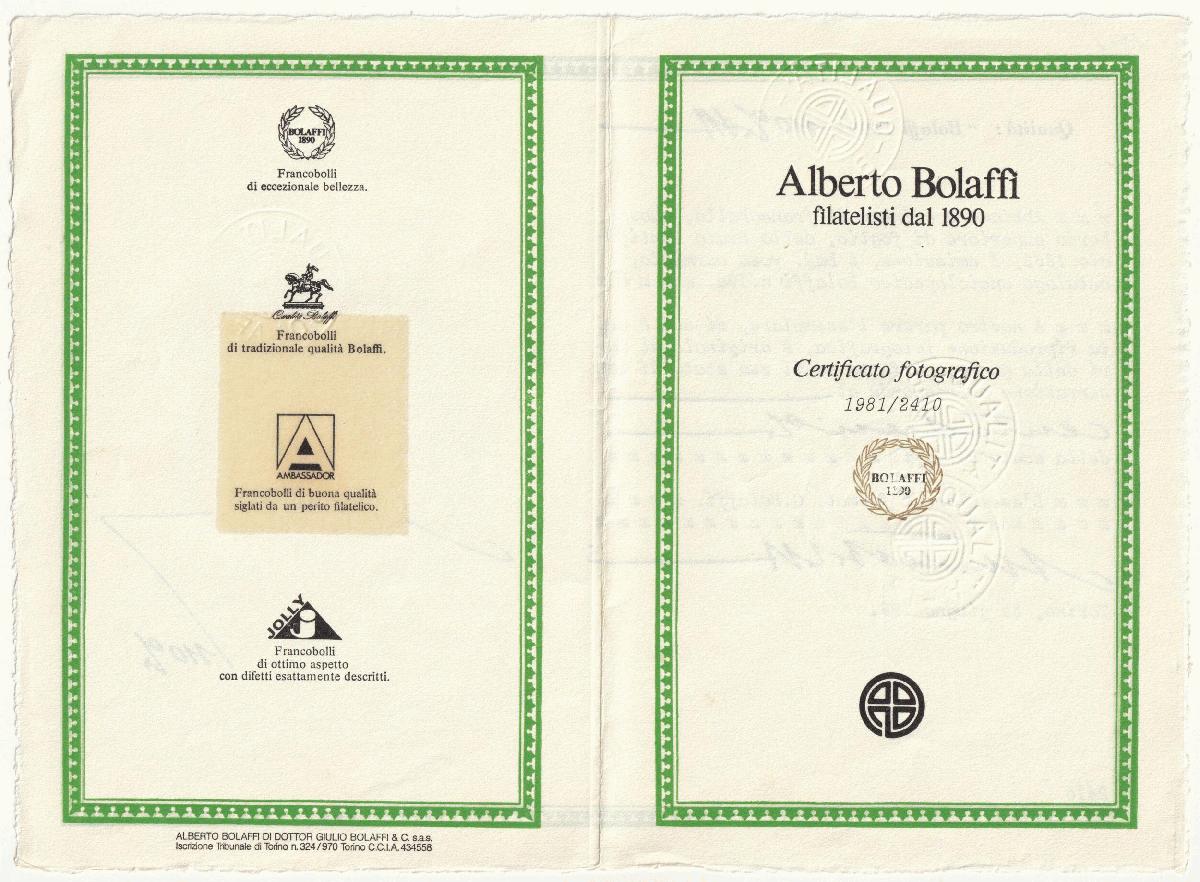 BOLAFFI
1890
Francobolli
di eccezionale bellezza.
Qualità Bolaffi
Francobolli
di tradizionale qualità Bolaffi.
AMBASSADOR
Francobolli di buona qualità
siglati da un perito filatelico.
JOLLY
j
Francobolli
di ottimo aspetto
con difetti esattamente descritti.
ALBERTO BOLAFFI DI DOTTOR GIULIO BOLAFFI & C. s.a.s.
Iscrizione Tribunale di Torino n. 324/970 Torino C.C.I.A. 434558
Alberto Bolaffi
filatelisti dal 1890
Certificato fotografico
1981/2410
BOLAFFI
1890